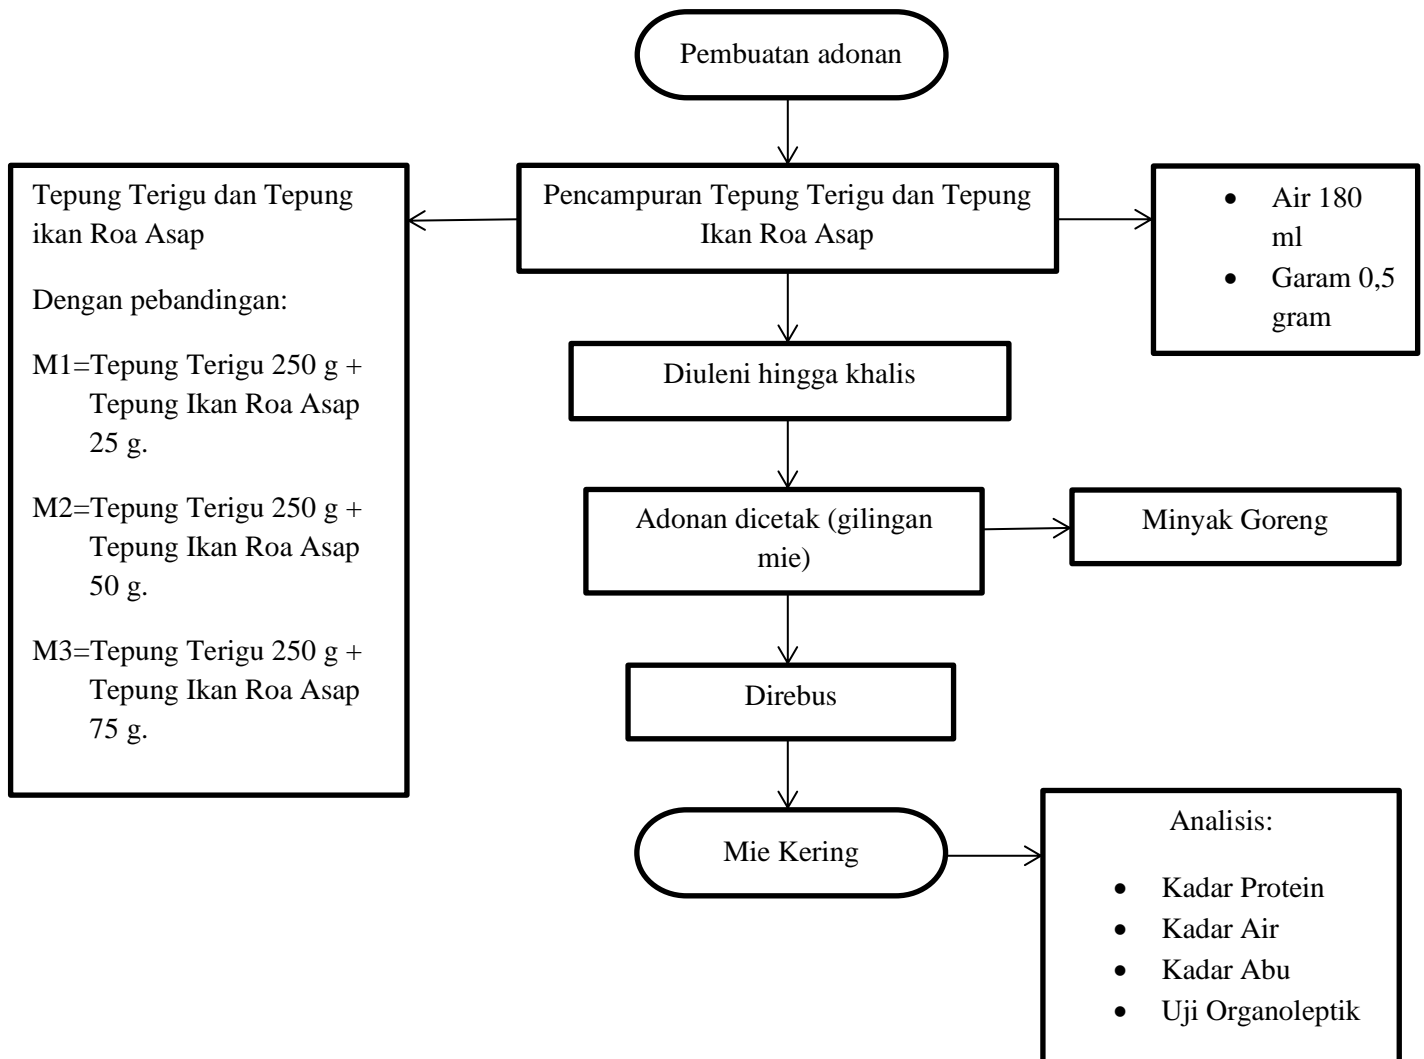 Pembuatan adonan
Tepung Terigu dan Tepung
ikan Roa Asap
Dengan pebandingan:
M1=Tepung Terigu 250 g +
Tepung Ikan Roa Asap
25 g.
M2=Tepung Terigu 250 g +
Tepung Ikan Roa Asap
50 g.
M3=Tepung Terigu 250 g +
Tepung Ikan Roa Asap
75 g.
Pencampuran Tepung Terigu dan Tepung
Ikan Roa Asap
• Air 180
ml
• Garam 0,5
gram
Diuleni hingga khalis
Adonan dicetak (gilingan
mie)
Minyak Goreng
Direbus
Mie Kering
Analisis:
• Kadar Protein
• Kadar Air
• Kadar Abu
• Uji Organoleptik